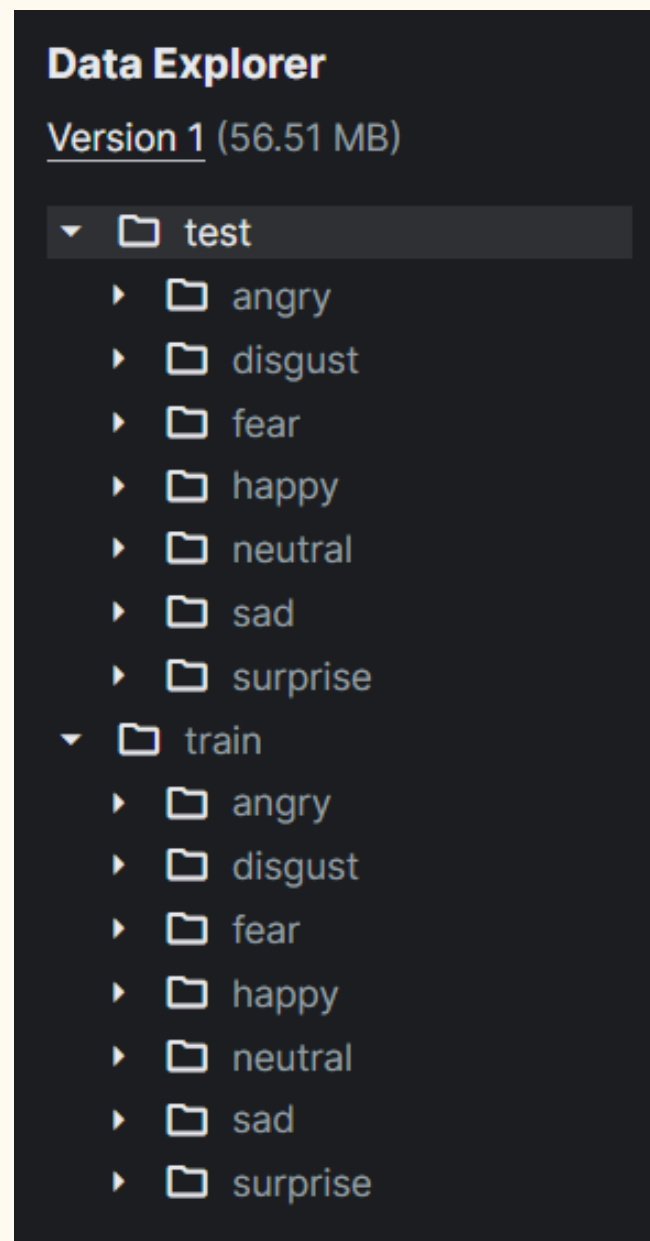 Data Explorer
Version 1 (56.51 MB)
test
angry
disgust
fear
happy
neutral
sad
surprise
train
angry
disgust
fear
happy
neutral
sad
surprise